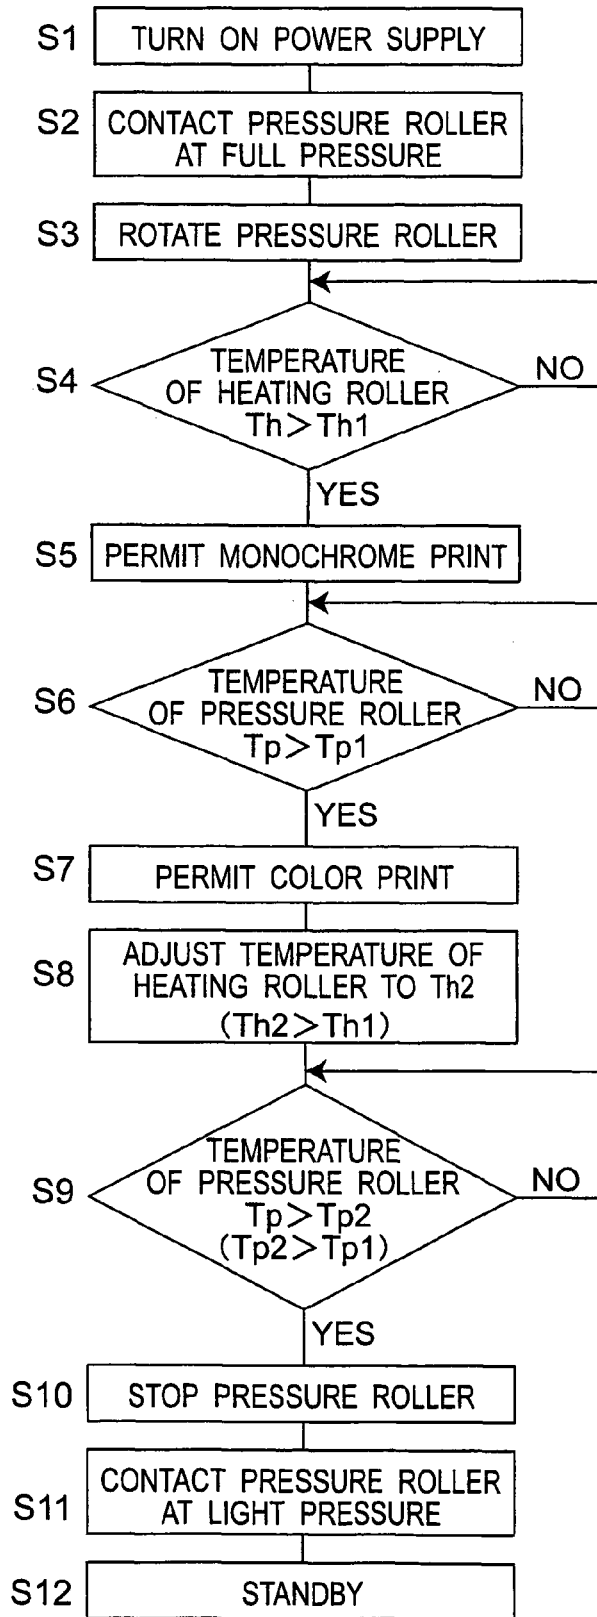 S1 TURN ON POWER SUPPLY
S2 CONTACT PRESSURE ROLLER
AT FULL PRESSURE
S3 ROTATE PRESSURE ROLLER
S4 TEMPERATURE
OF HEATING ROLLER
Th>Th1
NO
YES
S5 PERMIT MONOCHROME PRINT
S6 TEMPERATURE
OF PRESSURE ROLLER
Tp>Tp1
NO
YES
S7 PERMIT COLOR PRINT
S8 ADJUST TEMPERATURE OF
HEATING ROLLER TO Th2
(Th2>Th1)
S9 TEMPERATURE
OF PRESSURE ROLLER
Tp>Tp2
(Tp2>Tp1)
NO
YES
S10 STOP PRESSURE ROLLER
S11 CONTACT PRESSURE ROLLER
AT LIGHT PRESSURE
S12 STANDBY